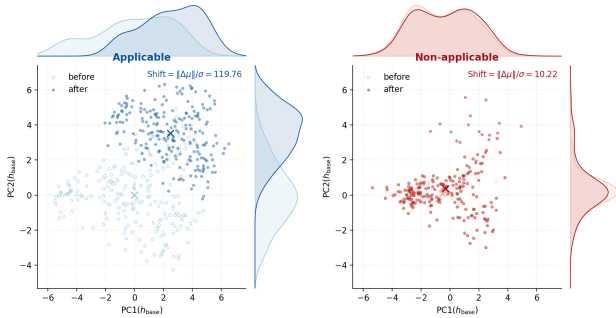 Applicable
Shift = ‖Δμ‖/σ = 119.76
before
after
6
4
2
0
−2
−4
−6 −4 −2 0 2 4 6
PC2(h_base)
PC1(h_base)
Non-applicable
Shift = ‖Δμ‖/σ = 10.22
before
after
6
4
2
0
−2
−4
−6 −4 −2 0 2 4 6
PC2(h_base)
PC1(h_base)